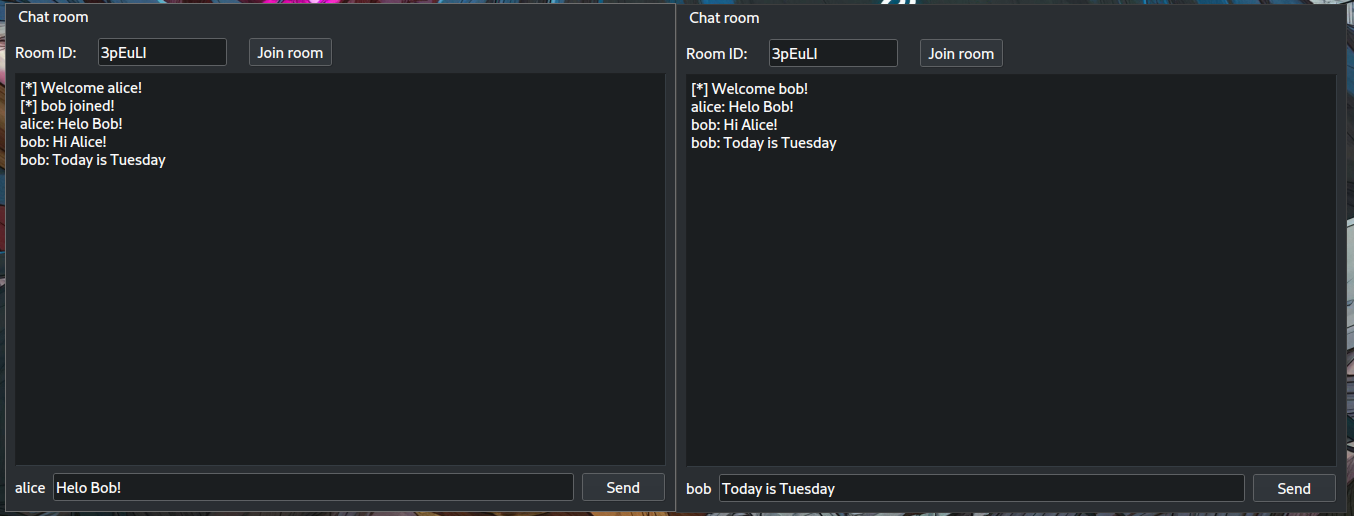 Chat room
Room ID: 3pEuLI Join room
[*] Welcome alice!
[*] bob joined!
alice: Helo Bob!
bob: Hi Alice!
bob: Today is Tuesday
alice Helo Bob! Send
Chat room
Room ID: 3pEuLI Join room
[*] Welcome bob!
alice: Helo Bob!
bob: Hi Alice!
bob: Today is Tuesday
bob Today is Tuesday Send